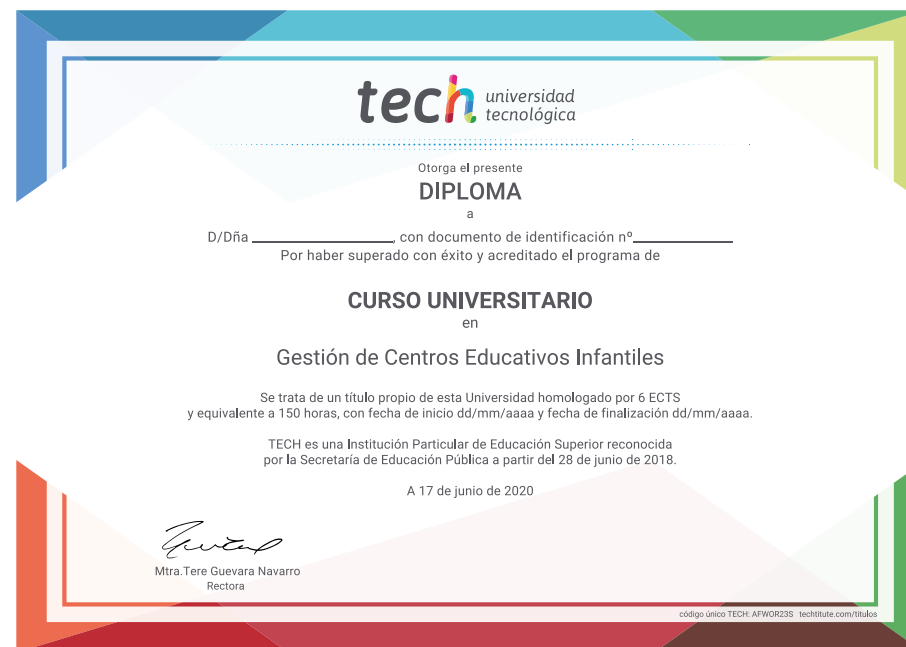 tech universidad
tecnológica
Otorga el presente
DIPLOMA
a
D/Dña ____________________, con documento de identificación nº______________
Por haber superado con éxito y acreditado el programa de
CURSO UNIVERSITARIO
en
Gestión de Centros Educativos Infantiles
Se trata de un título propio de esta Universidad homologado por 6 ECTS
y equivalente a 150 horas, con fecha de inicio dd/mm/aaaa y fecha de finalización dd/mm/aaaa.
TECH es una Institución Particular de Educación Superior reconocida
por la Secretaría de Educación Pública a partir del 28 de junio de 2018.
A 17 de junio de 2020
Mtra.Tere Guevara Navarro
Rectora
código único TECH: AFWOR23S techtitute.com/titulos